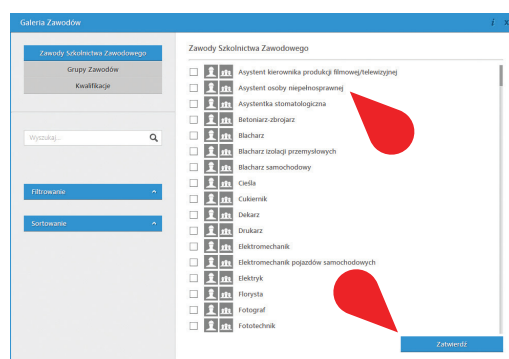 Galeria Zawodów
i x
Zawody Szkolnictwa Zawodowego
Grupy Zawodów
Kwalifikacje
Wyszukaj...
Filtrowanie
Sortowanie
Zawody Szkolnictwa Zawodowego
Asystent kierownika produkcji filmowej/telewizyjnej
Asystent osoby niepełnosprawnej
Asystentka stomatologiczna
Betoniarz-zbrojarz
Blacharz
Blacharz izolacji przemysłowych
Blacharz samochodowy
Cieśla
Cukiernik
Dekarz
Drukarz
Elektromechanik
Elektromechanik pojazdów samochodowych
Elektryk
Florysta
Fotograf
Fototechnik
Zatwierdź